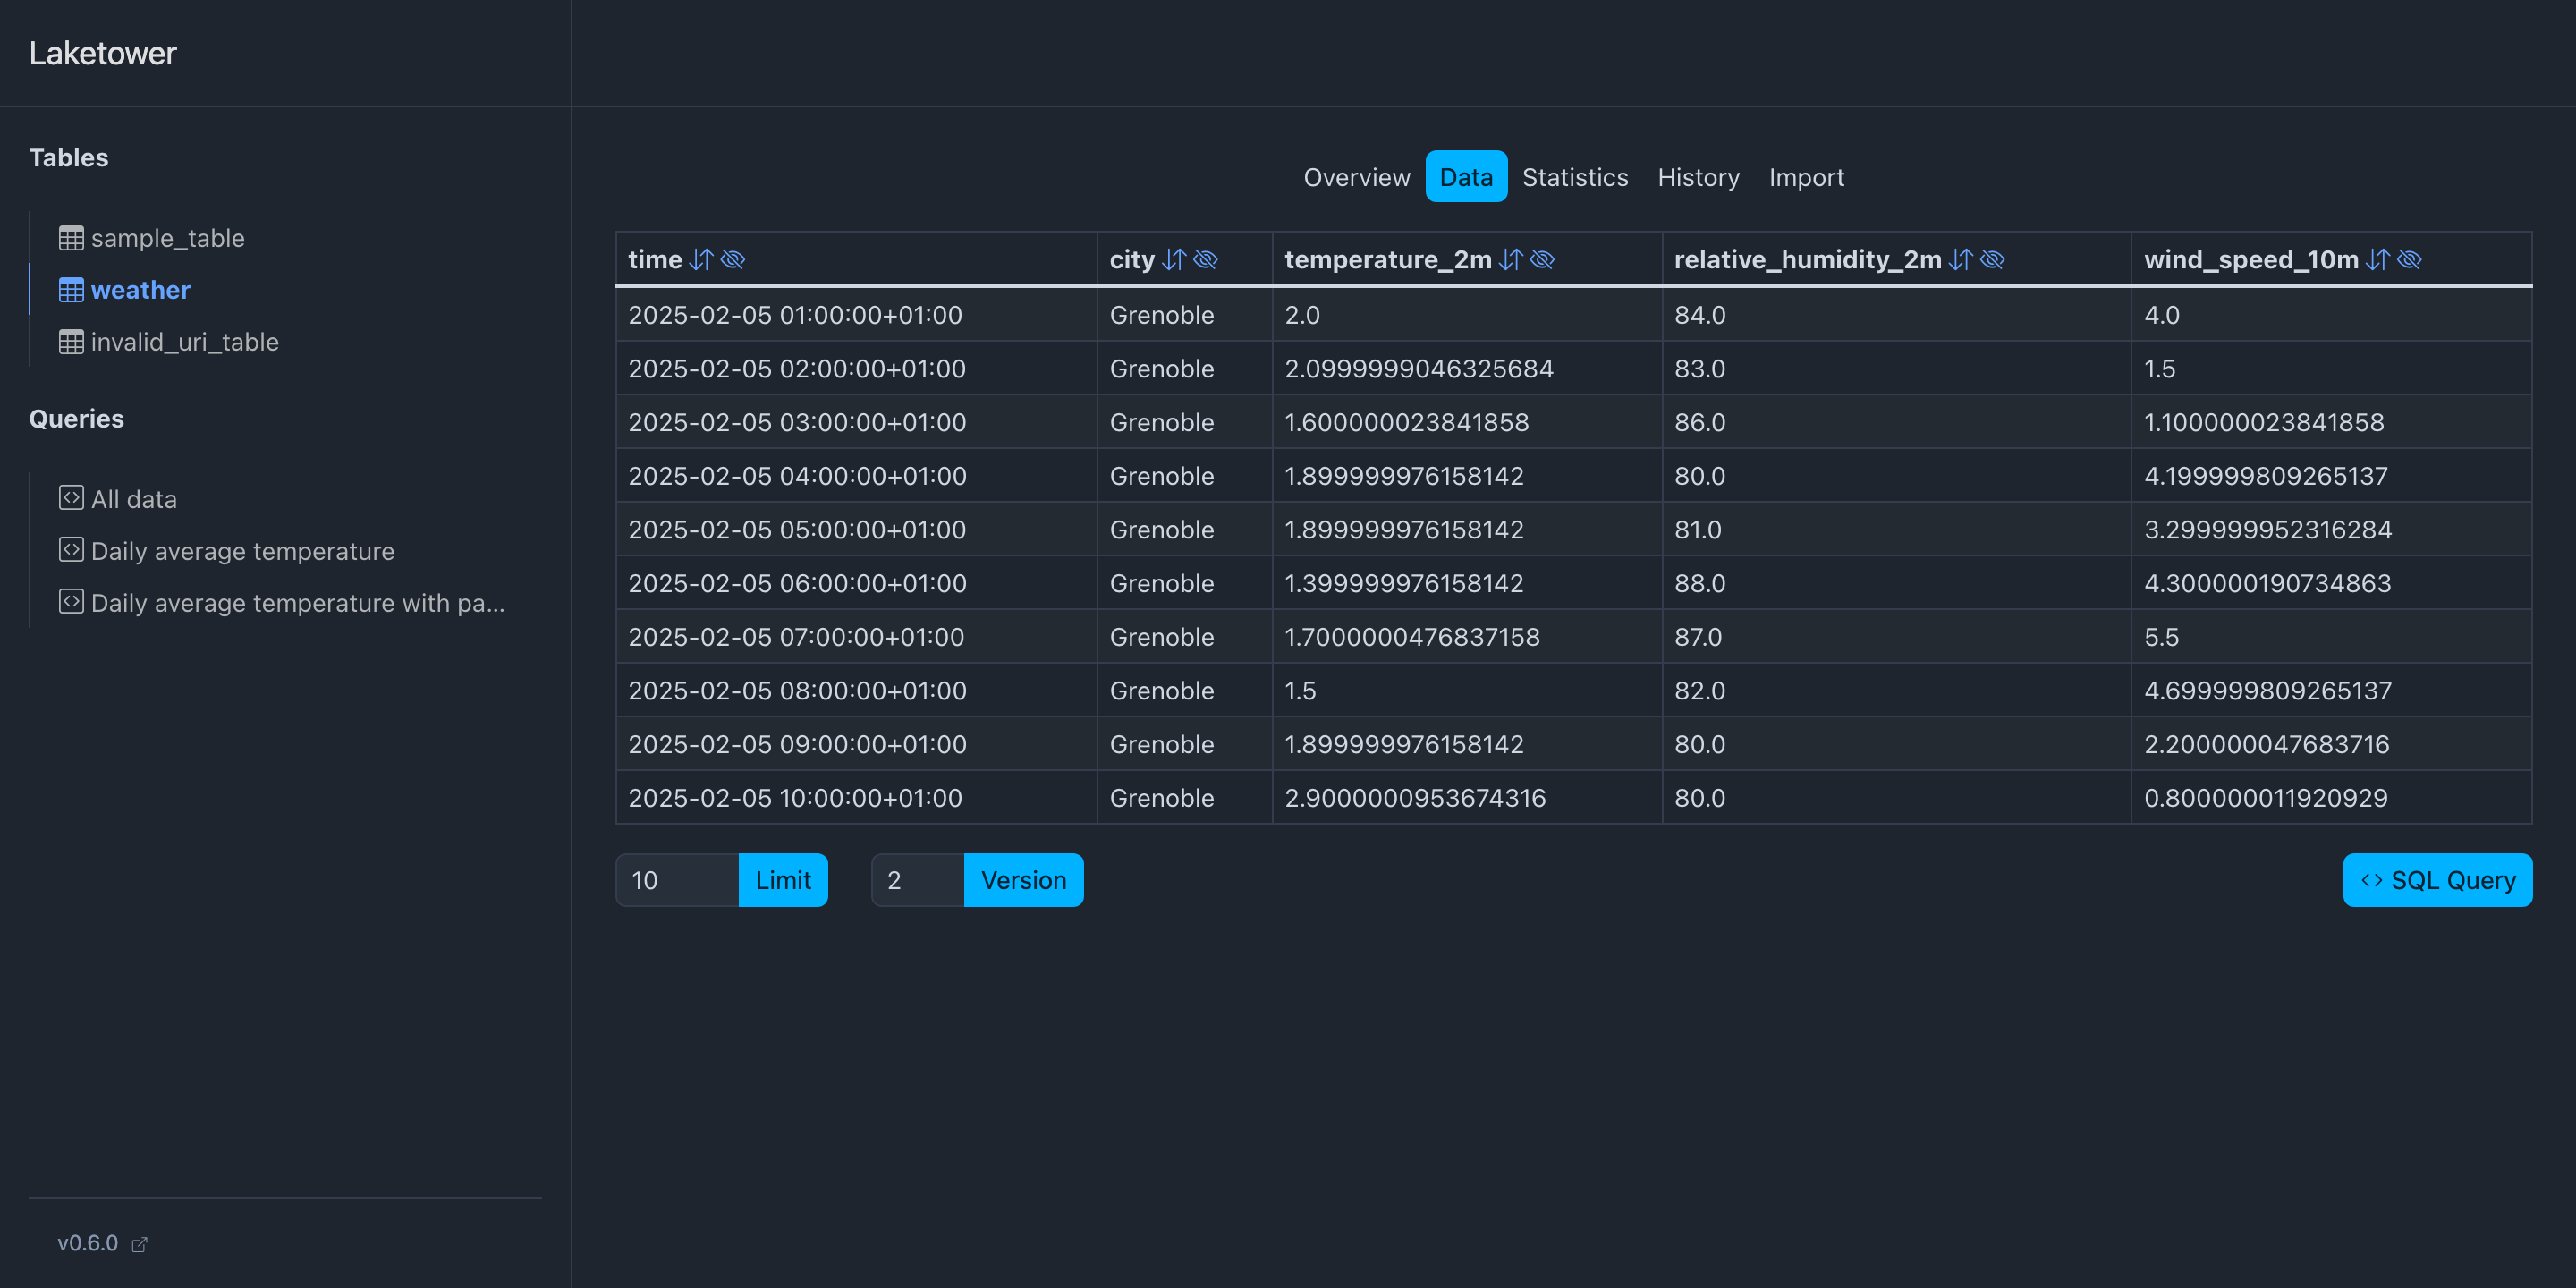 Laketower
Tables
sample_table
weather
invalid_uri_table
Queries
All data
Daily average temperature
Daily average temperature with pa...
v0.6.0
Overview Data Statistics History Import
time city temperature_2m relative_humidity_2m wind_speed_10m
2025-02-05 01:00:00+01:00 Grenoble 2.0 84.0 4.0
2025-02-05 02:00:00+01:00 Grenoble 2.0999999046325684 83.0 1.5
2025-02-05 03:00:00+01:00 Grenoble 1.600000023841858 86.0 1.100000023841858
2025-02-05 04:00:00+01:00 Grenoble 1.899999976158142 80.0 4.199999809265137
2025-02-05 05:00:00+01:00 Grenoble 1.899999976158142 81.0 3.299999952316284
2025-02-05 06:00:00+01:00 Grenoble 1.399999976158142 88.0 4.300000190734863
2025-02-05 07:00:00+01:00 Grenoble 1.7000000476837158 87.0 5.5
2025-02-05 08:00:00+01:00 Grenoble 1.5 82.0 4.699999809265137
2025-02-05 09:00:00+01:00 Grenoble 1.899999976158142 80.0 2.200000047683716
2025-02-05 10:00:00+01:00 Grenoble 2.9000000953674316 80.0 0.800000011920929
10 Limit 2 Version SQL Query